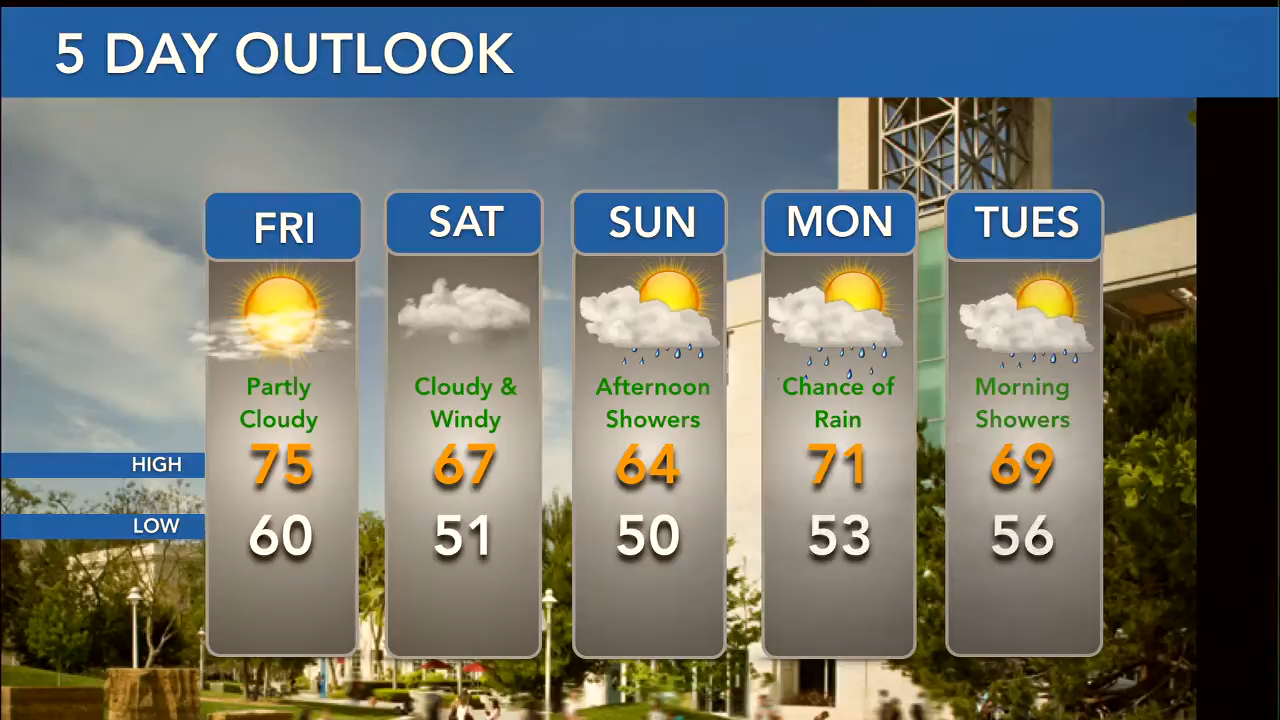 5 DAY OUTLOOK
FRI
SAT
SUN
MON
TUES
Partly
Cloudy
Cloudy &
Windy
Afternoon
Showers
Chance of
Rain
Morning
Showers
HIGH
75
67
64
71
69
LOW
60
51
50
53
56